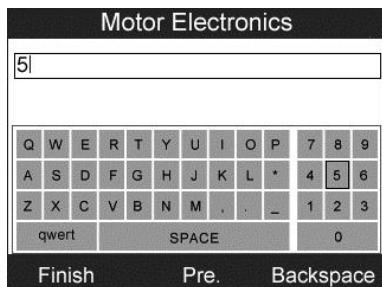 Motor Electronics
5
Q W E R T Y U I O P 7 8 9
A S D F G H J K L * 4 5 6
Z X C V B N M , . _ 1 2 3
qwert SPACE 0
Finish Pre. Backspace